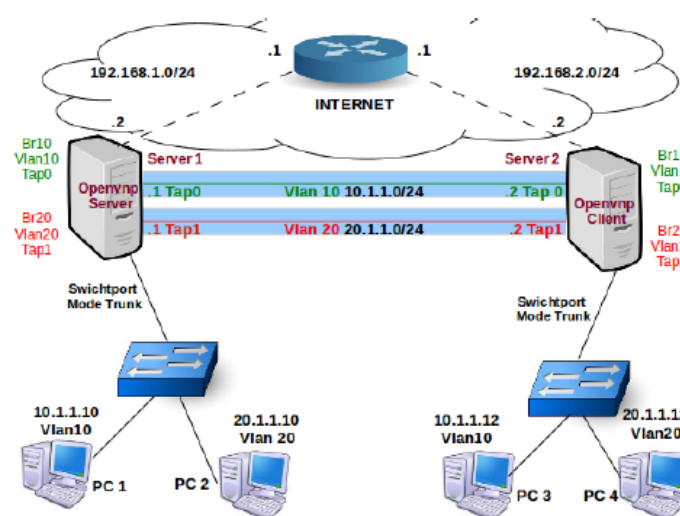 .1
.1
192.168.1.0/24
192.168.2.0/24
INTERNET
.2
.2
Br10
Vlan10
Tap0
Server 1
Server 2
Openvnp
Server
.1 Tap0
Vlan 10 10.1.1.0/24
.2 Tap 0
Openvnp
Client
Br20
Vlan20
Tap1
.1 Tap1
Vlan 20 20.1.1.0/24
.2 Tap1
Swichtport
Mode Trunk
Swichtport
Mode Trunk
10.1.1.10
Vlan10
20.1.1.10
Vlan 20
10.1.1.12
Vlan10
Vlan20
PC 1
PC 2
PC 3
PC 4